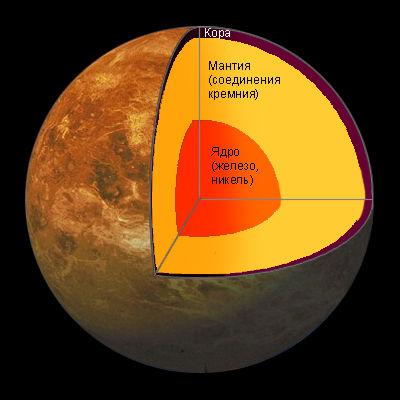 Кора
Мантия
(соединения
кремния)
Ядро
(железо,
никель)